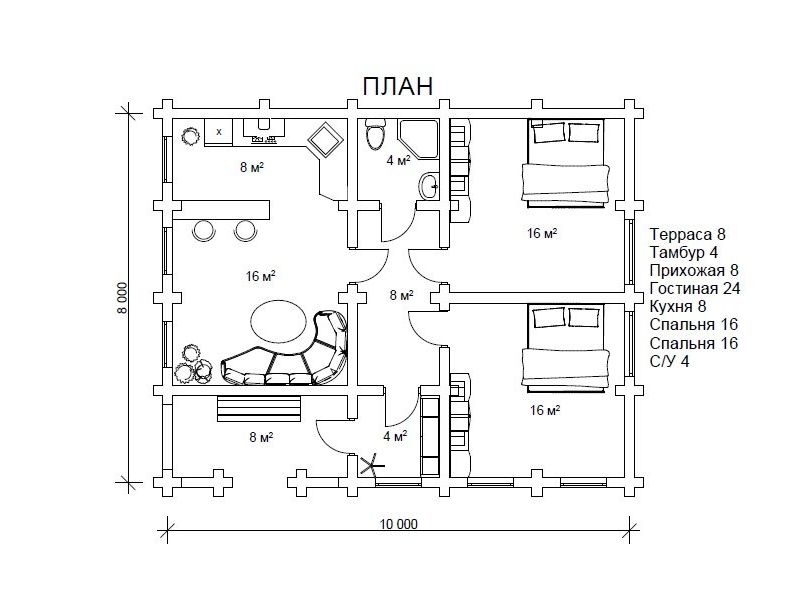 ПЛАН
x
8 м²
4 м²
16 м²
16 м²
8 м²
16 м²
8 м²
4 м²
8 000
10 000
Терраса 8
Тамбур 4
Прихожая 8
Гостиная 24
Кухня 8
Спальня 16
Спальня 16
С/У 4